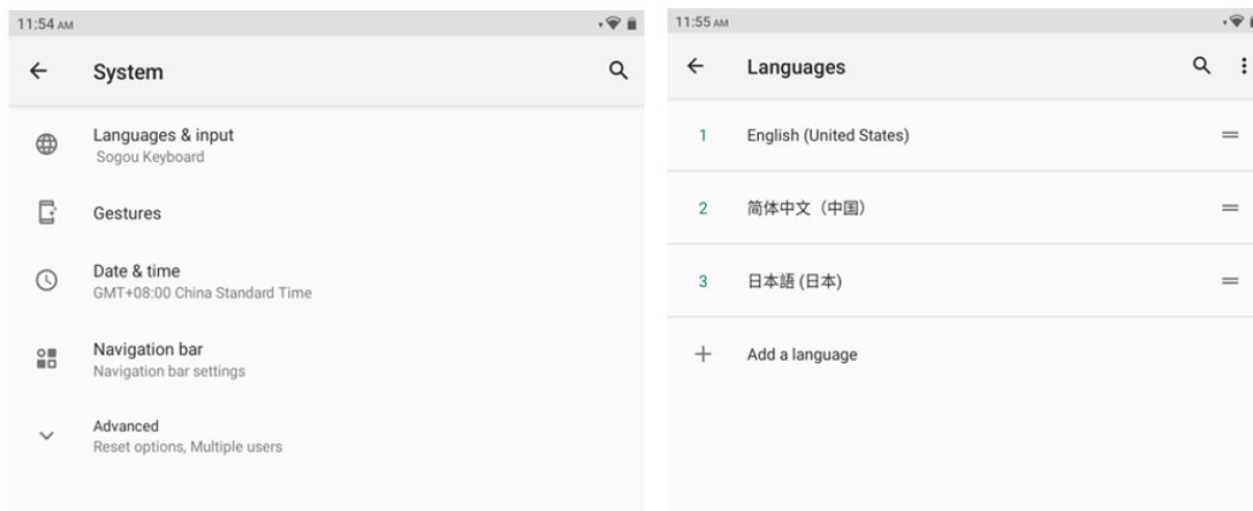 11:54 AM
System
Languages & input
Sogou Keyboard
Gestures
Date & time
GMT+08:00 China Standard Time
Navigation bar
Navigation bar settings
Advanced
Reset options, Multiple users
11:55 AM
Languages
1 English (United States)
2 简体中文（中国）
3 日本語 (日本)
Add a language